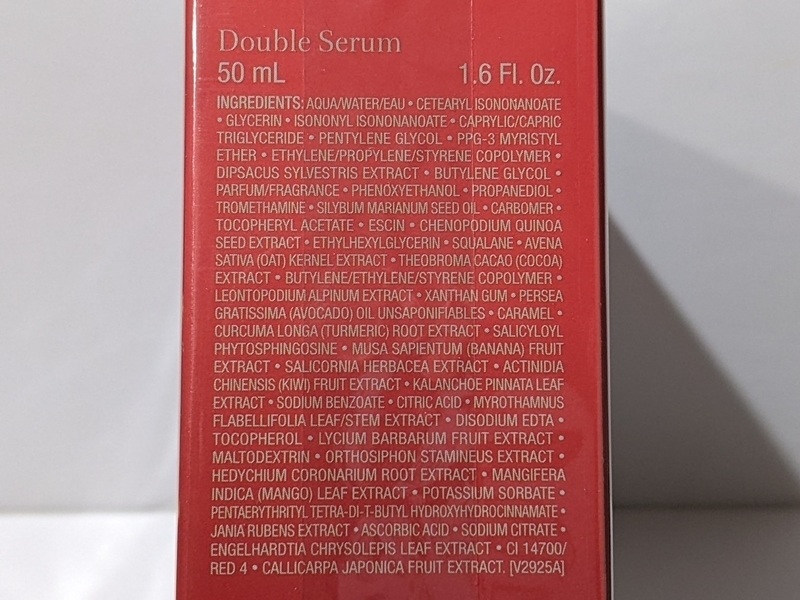 Double Serum
50 mL 1.6 Fl. Oz.
INGREDIENTS: AQUA/WATER/EAU • CETEARYL ISONONANOATE
• GLYCERIN • ISONONYL ISONONANOATE • CAPRYLIC/CAPRIC
TRIGLYCERIDE • PENTYLENE GLYCOL • PPG-3 MYRISTYL
ETHER • ETHYLENE/PROPYLENE/STYRENE COPOLYMER •
DIPSACUS SYLVESTRIS EXTRACT • BUTYLENE GLYCOL •
PARFUM/FRAGRANCE • PHENOXYETHANOL • PROPANEDIOL •
TROMETHAMINE • SILYBUM MARIANUM SEED OIL • CARBOMER •
TOCOPHERYL ACETATE • ESCIN • CHENOPODIUM QUINOA
SEED EXTRACT • ETHYLHEXYLGLYCERIN • SQUALANE • AVENA
SATIVA (OAT) KERNEL EXTRACT • THEOBROMA CACAO (COCOA)
EXTRACT • BUTYLENE/ETHYLENE/STYRENE COPOLYMER •
LEONTOPODIUM ALPINUM EXTRACT • XANTHAN GUM • PERSEA
GRATISSIMA (AVOCADO) OIL UNSAPONIFIABLES • CARAMEL •
CURCUMA LONGA (TURMERIC) ROOT EXTRACT • SALICYLOYL
PHYTOSPHINGOSINE • MUSA SAPIENTUM (BANANA) FRUIT
EXTRACT • SALICORNIA HERBACEA EXTRACT • ACTINIDIA
CHINENSIS (KIWI) FRUIT EXTRACT • KALANCHOE PINNATA LEAF
EXTRACT • SODIUM BENZOATE • CITRIC ACID • MYROTHAMNUS
FLABELLIFOLIA LEAF/STEM EXTRACT • DISODIUM EDTA •
TOCOPHEROL • LYCIUM BARBARUM FRUIT EXTRACT •
MALTODEXTRIN • ORTHOSIPHON STAMINEUS EXTRACT •
HEDYCHIUM CORONARIUM ROOT EXTRACT • MANGIFERA
INDICA (MANGO) LEAF EXTRACT • POTASSIUM SORBATE •
PENTAERYTHRITYL TETRA-DI-T-BUTYL HYDROXYHYDROCINNAMATE •
JANIA RUBENS EXTRACT • ASCORBIC ACID • SODIUM CITRATE •
ENGELHARDTIA CHRYSOLEPIS LEAF EXTRACT • CI 14700/
RED 4 • CALLICARPA JAPONICA FRUIT EXTRACT. [V2925A]